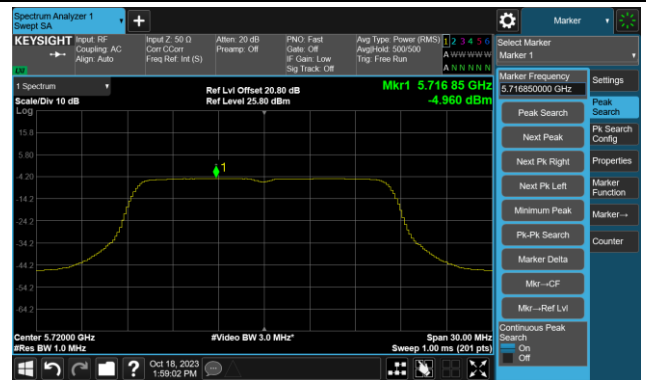 Spectrum Analyzer 1
Swept SA
+
Marker
KEYSIGHT
Input: RF
Coupling: AC
Align: Auto
Input Z: 50 Ω
Corr CCorr
Freq Ref: Int (S)
Atten: 20 dB
Preamp: Off
PNO: Fast
Gate: Off
IF Gain: Low
Sig Track: Off
Avg Type: Power (RMS)
Avg|Hold: 500/500
Trig: Free Run
1 2 3 4 5 6
A W W W W W
A N N N N N
LXI
Select Marker
Marker 1
1 Spectrum
Scale/Div 10 dB
Log
Ref Lvl Offset 20.80 dB
Ref Level 25.80 dBm
Mkr1 5.716 85 GHz
-4.960 dBm
15.8
5.80
-4.20
-14.2
-24.2
-34.2
-44.2
-54.2
-64.2
1
Center 5.72000 GHz
#Res BW 1.0 MHz
#Video BW 3.0 MHz*
Span 30.00 MHz
Sweep 1.00 ms (201 pts)
Marker Frequency
5.716850000 GHz
Peak Search
Next Peak
Next Pk Right
Next Pk Left
Minimum Peak
Pk-Pk Search
Marker Delta
Mkr→CF
Mkr→Ref Lvl
Continuous Peak
Search
On
Off
Settings
Peak
Search
Pk Search
Config
Properties
Marker
Function
Marker→
Counter
?
Oct 18, 2023
1:59:02 PM